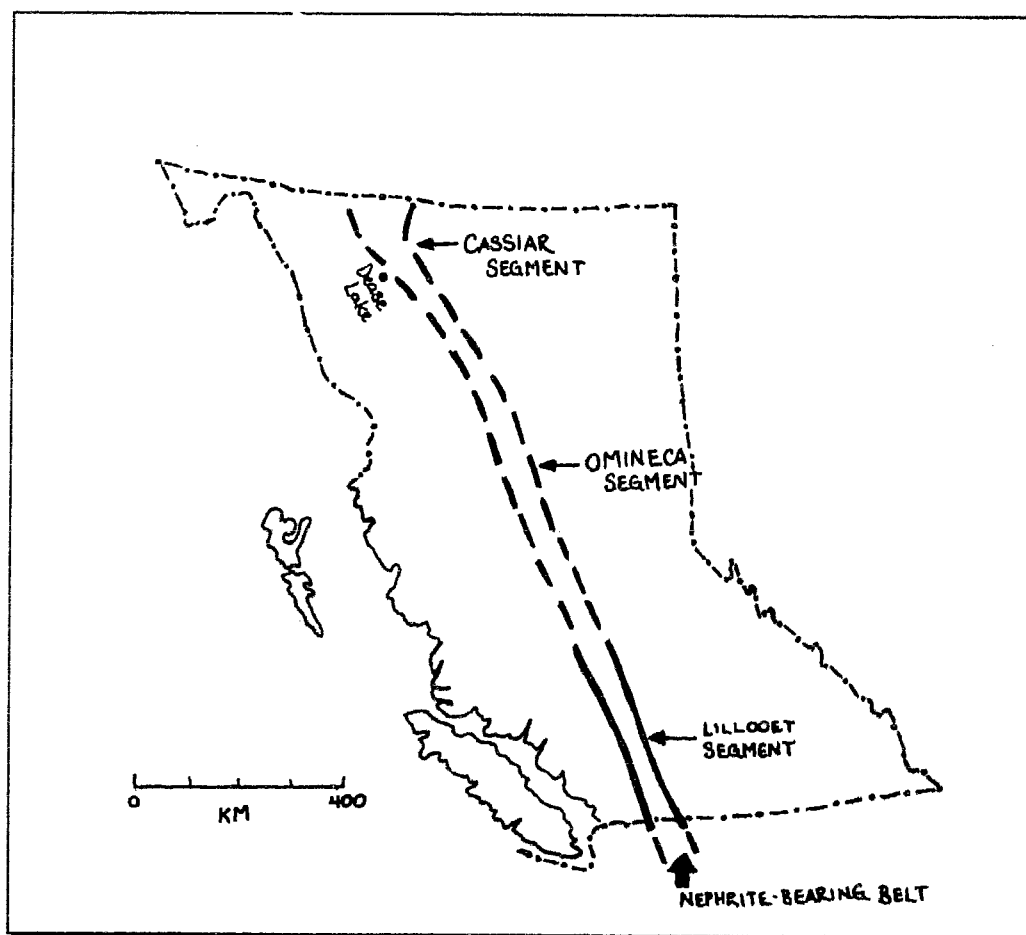 CASSIAR
SEGMENT
Dease
Lake
OMINECA
SEGMENT
LILLOOET
SEGMENT
0 400
KM
NEPHRITE-BEARING BELT